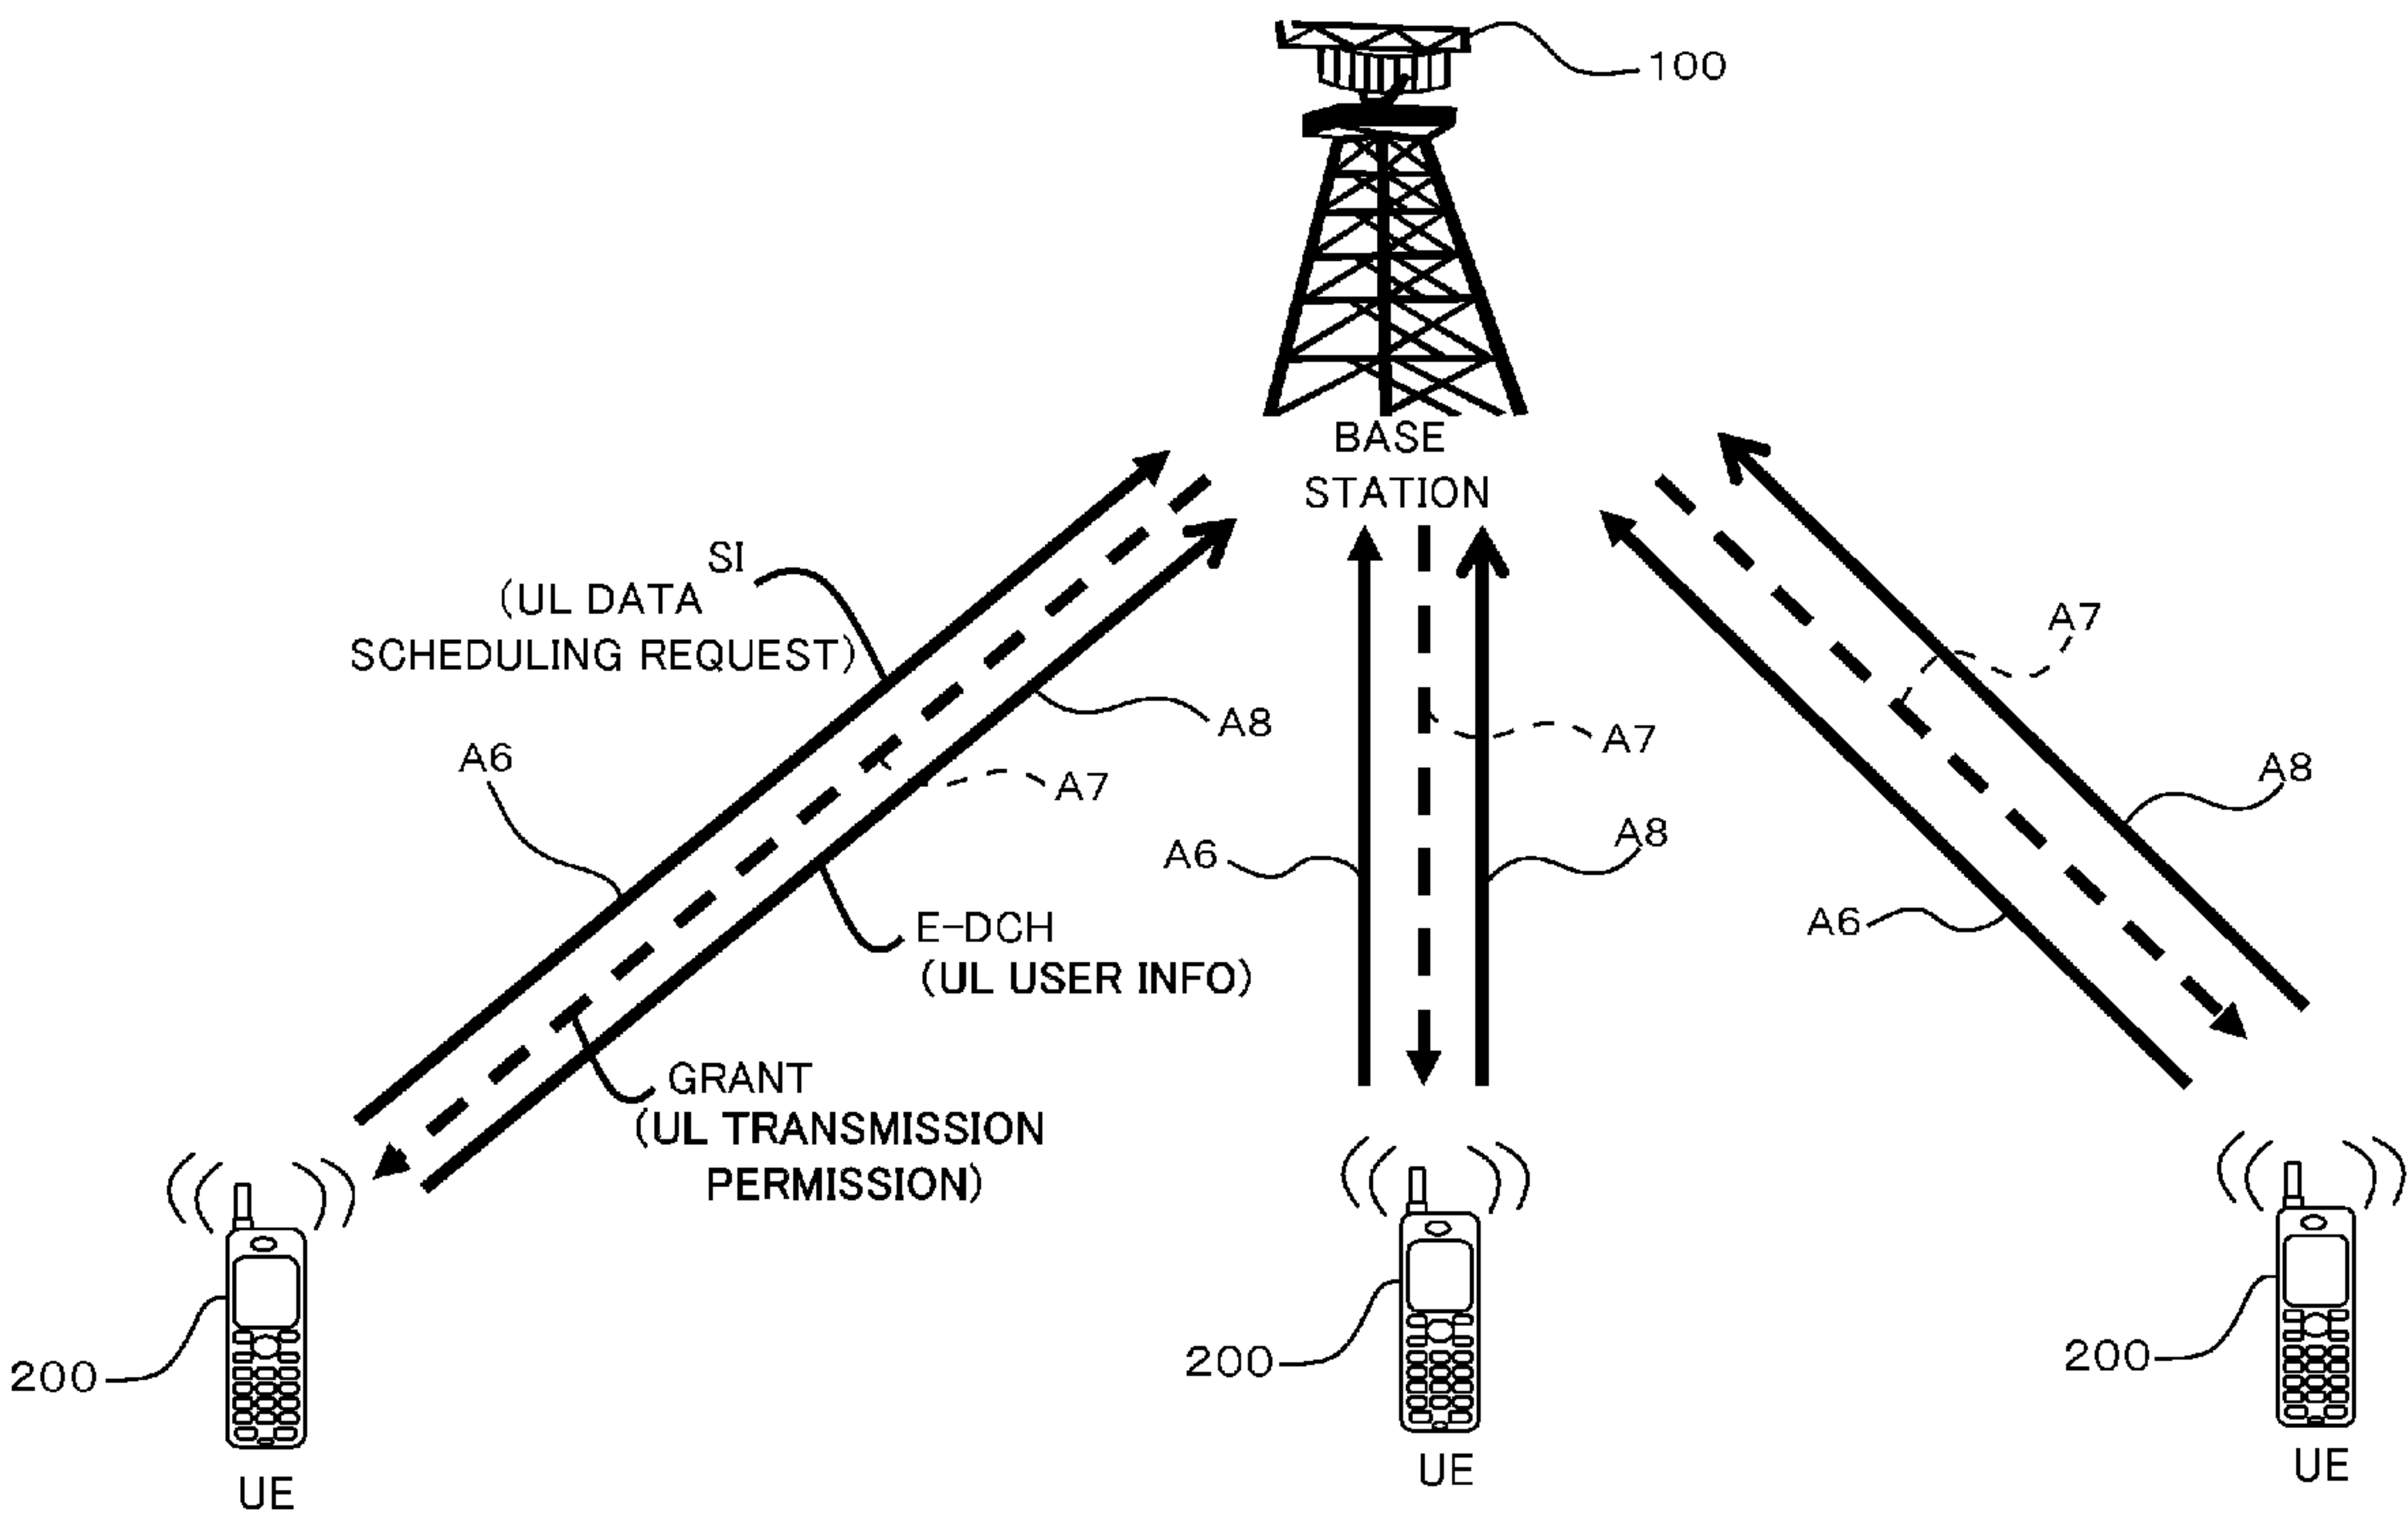 100
BASE
STATION
SI
(UL DATA
SCHEDULING REQUEST)
A6
A8
A7
E-DCH
(UL USER INFO)
GRANT
(UL TRANSMISSION
PERMISSION)
A6
A7
A8
A7
A8
A6
200
UE
200
UE
200
UE